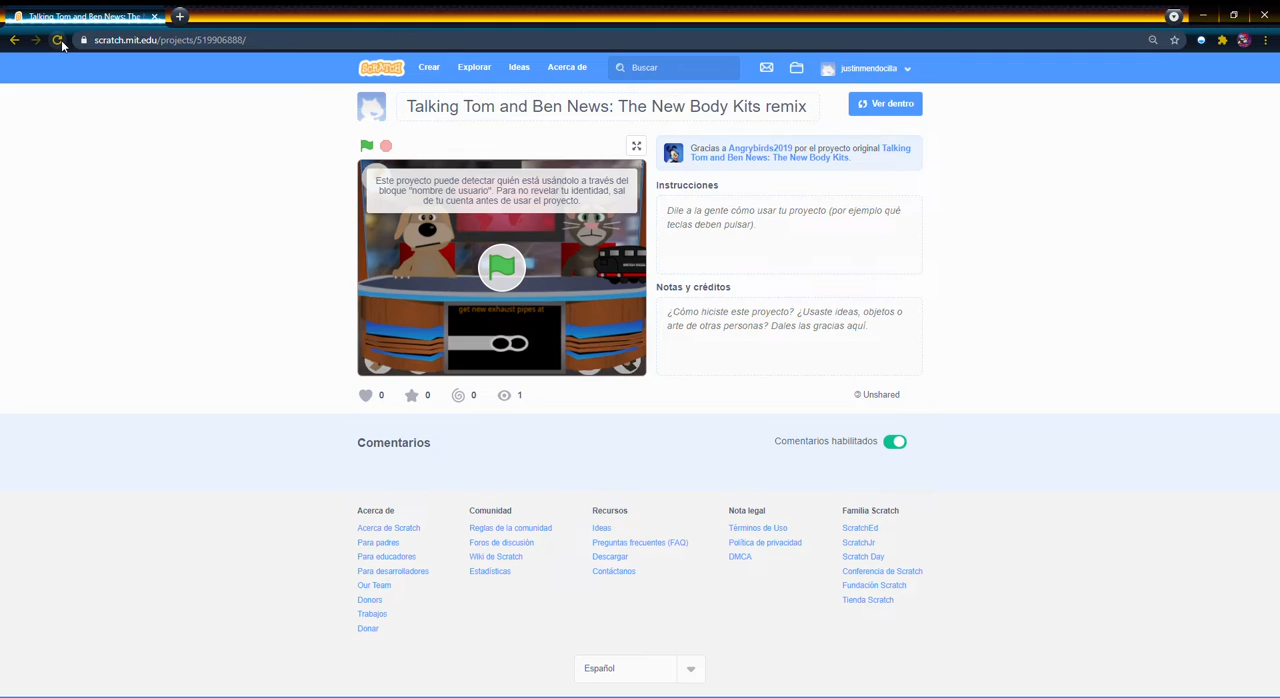 Talking Tom and Ben News: The
scratch.mit.edu/projects/519906888/
SCRATCH
Crear
Explorar
Ideas
Acerca de
Buscar
justinmendocilla
Talking Tom and Ben News: The New Body Kits remix
Ver dentro
Este proyecto puede detectar quién está usándolo a través del
bloque "nombre de usuario". Para no revelar tu identidad, sal
de tu cuenta antes de usar el proyecto.
get new exhaust pipes at
Gracias a Angrybirds2019 por el proyecto original Talking
Tom and Ben News: The New Body Kits.
Instrucciones
Dile a la gente cómo usar tu proyecto (por ejemplo qué
teclas deben pulsar).
Notas y créditos
¿Cómo hiciste este proyecto? ¿Usaste ideas, objetos o
arte de otras personas? Dales las gracias aquí.
0
0
0
1
Unshared
Comentarios
Comentarios habilitados
Acerca de
Acerca de Scratch
Para padres
Para educadores
Para desarrolladores
Our Team
Donors
Trabajos
Donar
Comunidad
Reglas de la comunidad
Foros de discusión
Wiki de Scratch
Estadísticas
Recursos
Ideas
Preguntas frecuentes (FAQ)
Descargar
Contáctanos
Nota legal
Términos de Uso
Política de privacidad
DMCA
Familia Scratch
ScratchEd
ScratchJr
Scratch Day
Conferencia de Scratch
Fundación Scratch
Tienda Scratch
Español